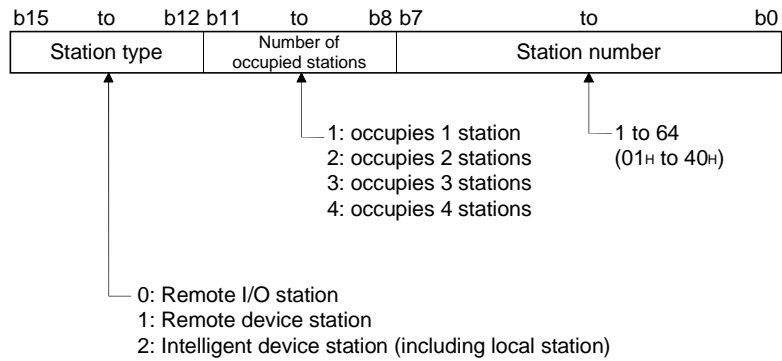 b15 to b12 b11 to b8 b7 to b0
Station type
Number of
occupied stations
Station number
1: occupies 1 station
2: occupies 2 stations
3: occupies 3 stations
4: occupies 4 stations
1 to 64
(01H to 40H)
0: Remote I/O station
1: Remote device station
2: Intelligent device station (including local station)